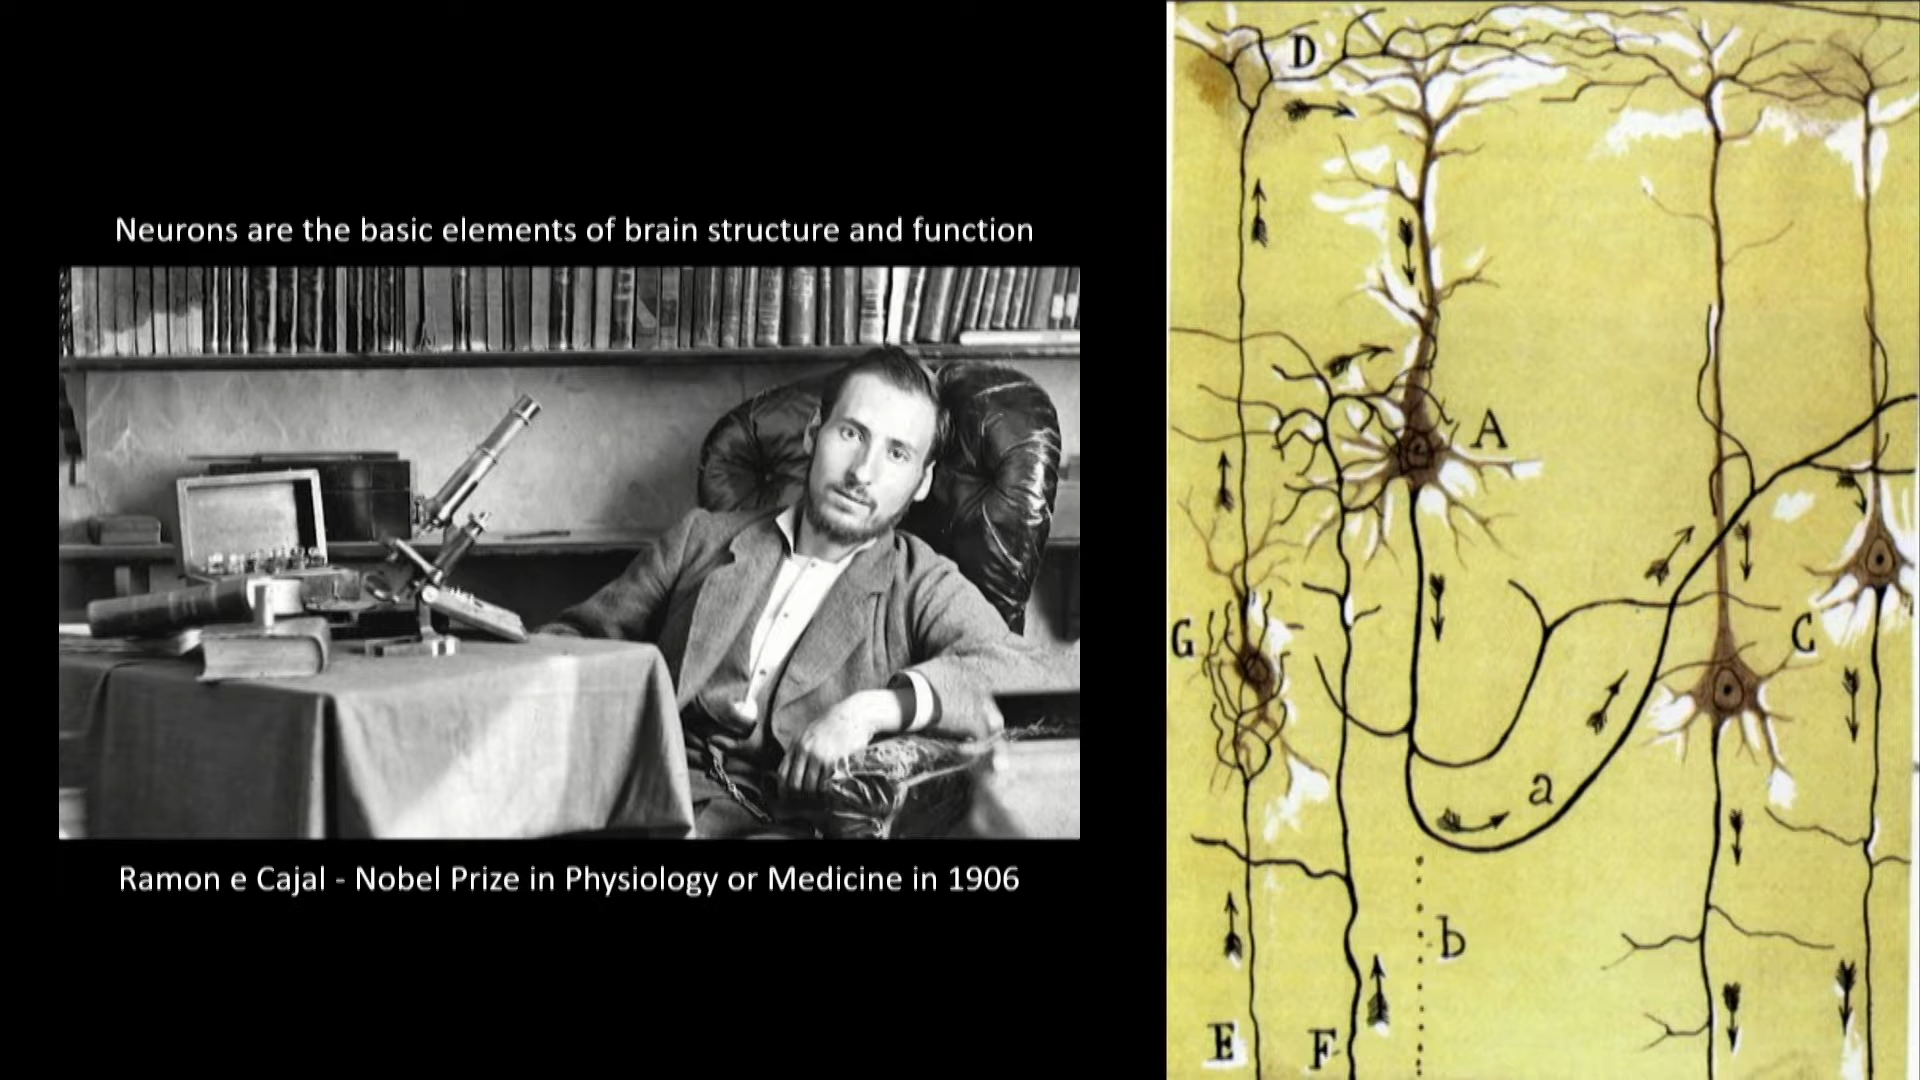 Neurons are the basic elements of brain structure and function
Ramon e Cajal - Nobel Prize in Physiology or Medicine in 1906
D
A
G
C
a
b
E
F